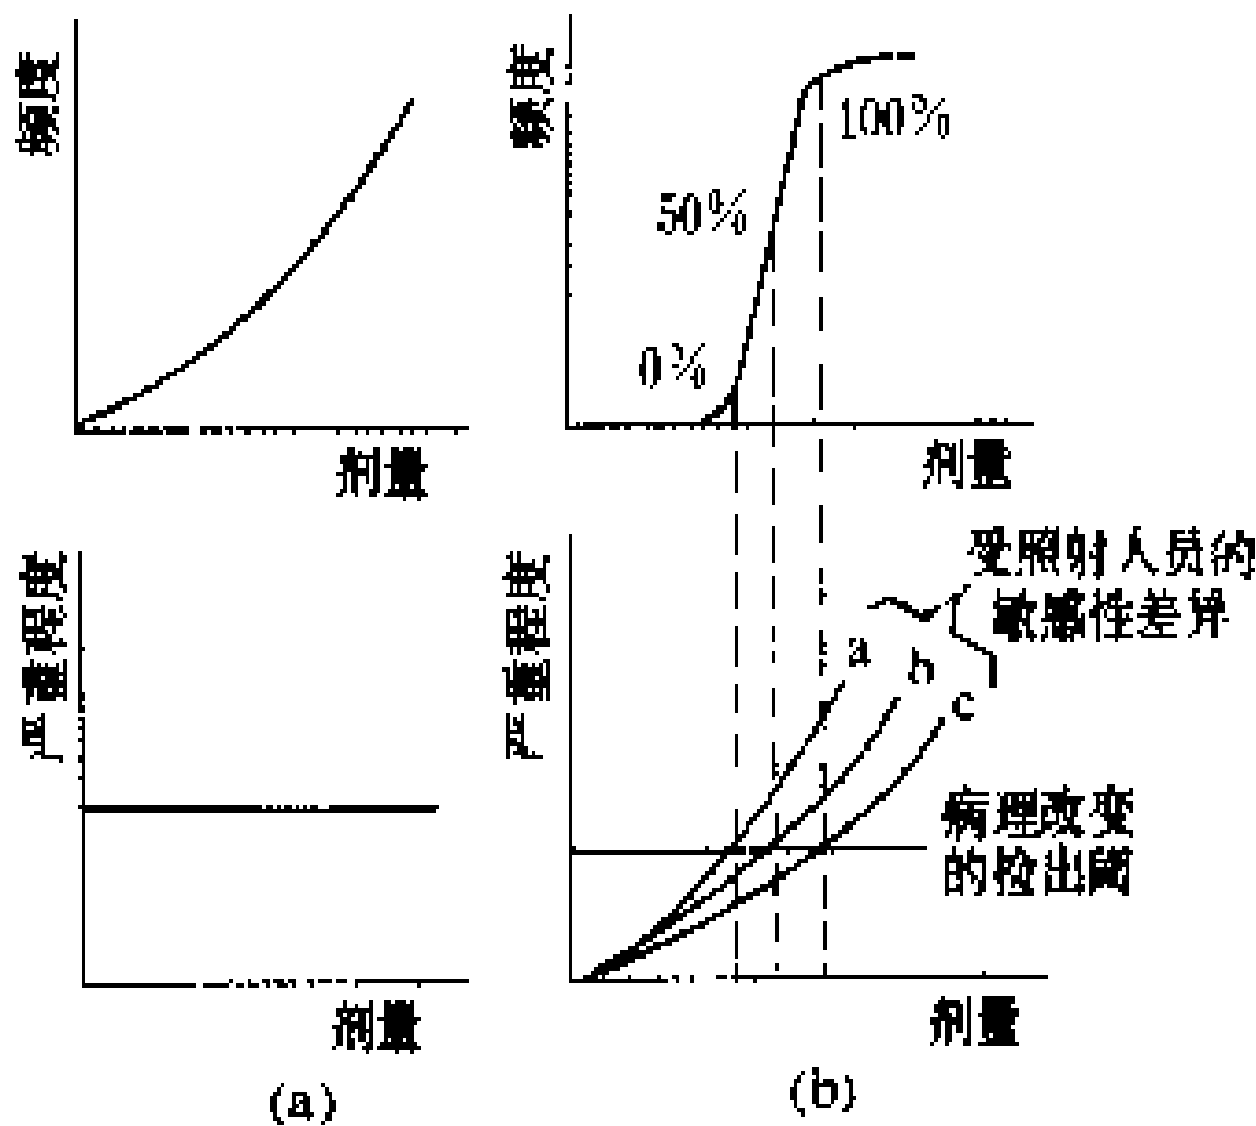 频度
剂量
频度
100%
50%
0%
剂量
严重程度
剂量
(a)
严重程度
受照射人员的
敏感性差异
a
b
c
病理改变
的检出阈
剂量
(b)